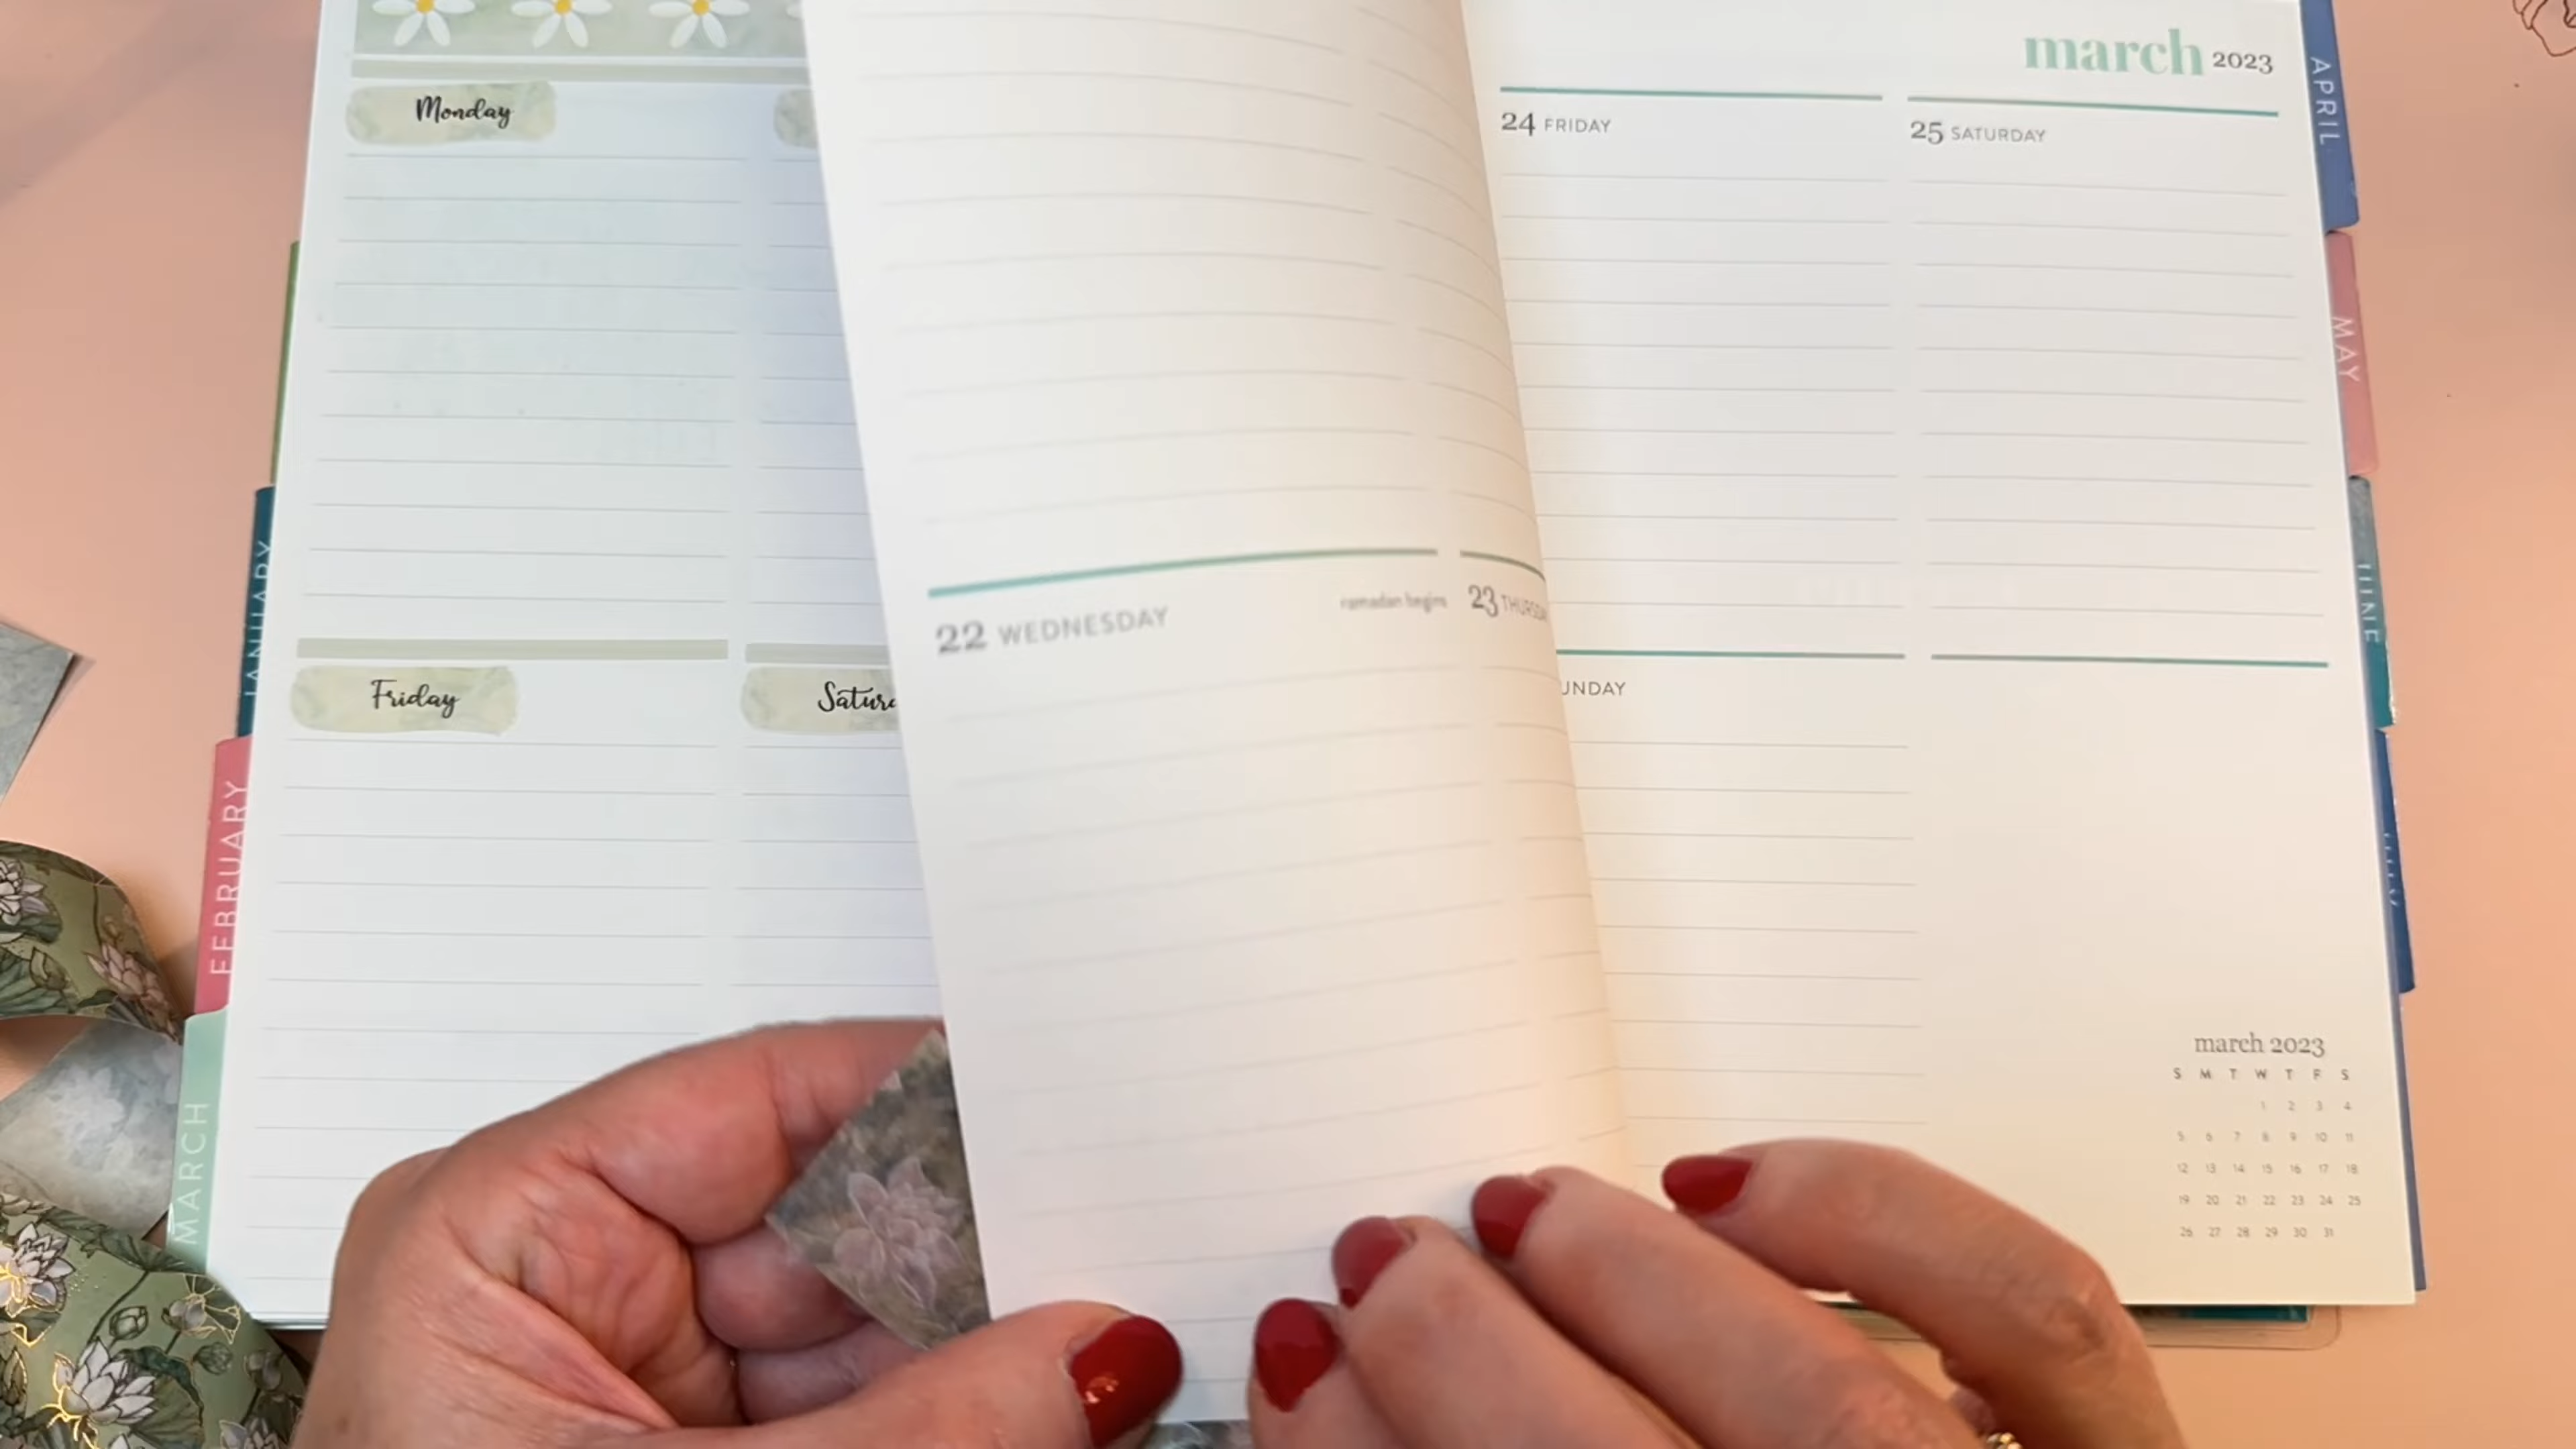 Monday
Friday
Satur
22 WEDNESDAY
ramadan begins
23 THURSDA
march 2023
24 FRIDAY
25 SATURDAY
UNDAY
march 2023
S M T W T F S
1 2 3 4
5 6 7 8 9 10 11
12 13 14 15 16 17 18
19 20 21 22 23 24 25
26 27 28 29 30 31
JANUARY
FEBRUARY
MARCH
APRIL
MAY
JUNE